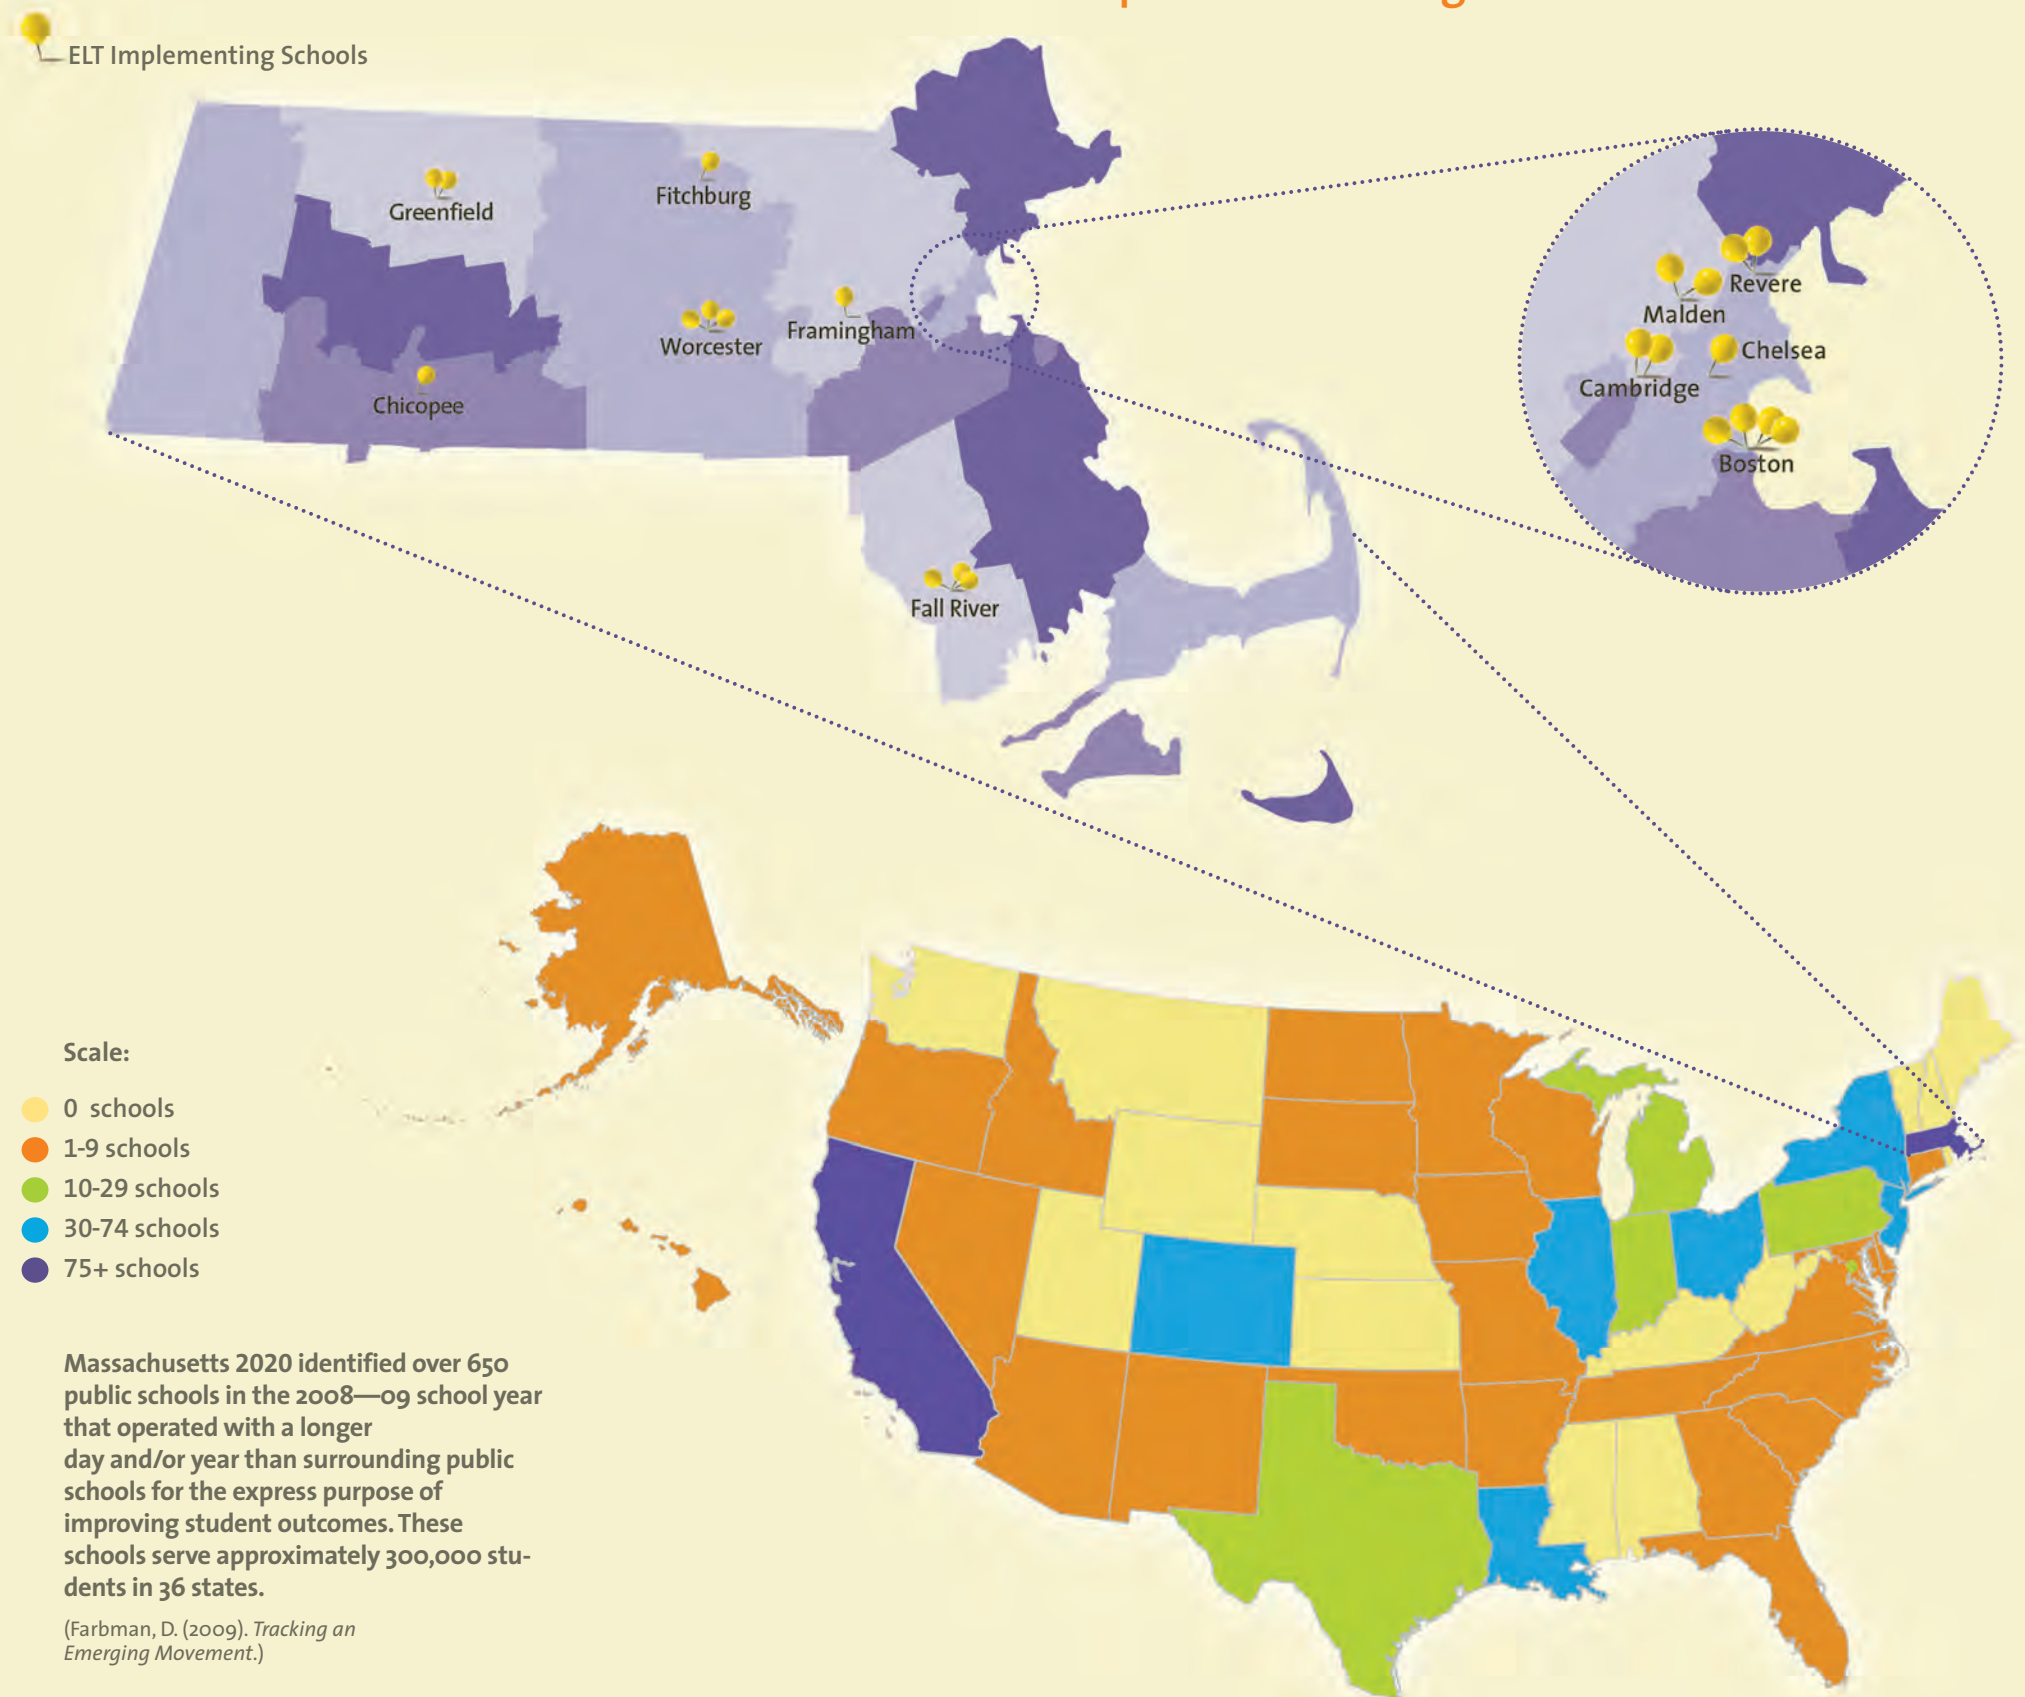 ELT Implementing Schools
Greenfield
Fitchburg
Worcester
Framingham
Chicopee
Fall River
Revere
Malden
Chelsea
Cambridge
Boston
Scale:
0 schools
1-9 schools
10-29 schools
30-74 schools
75+ schools
Massachusetts 2020 identified over 650
public schools in the 2008—09 school year
that operated with a longer
day and/or year than surrounding public
schools for the express purpose of
improving student outcomes. These
schools serve approximately 300,000 stu-
dents in 36 states.
(Farbman, D. (2009). Tracking an
Emerging Movement.)